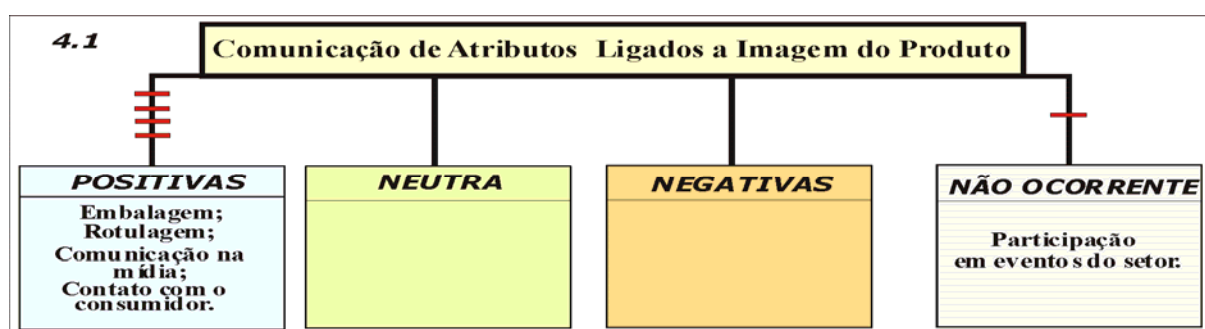 4.1
Comunicação de Atributos Ligados a Imagem do Produto
POSITIVAS
Embalagem;
Rotulagem;
Comunicação na
mídia;
Contato com o
consumidor.
NEUTRA
NEGATIVAS
NÃO OCORRENTE
Participação
em eventos do setor.